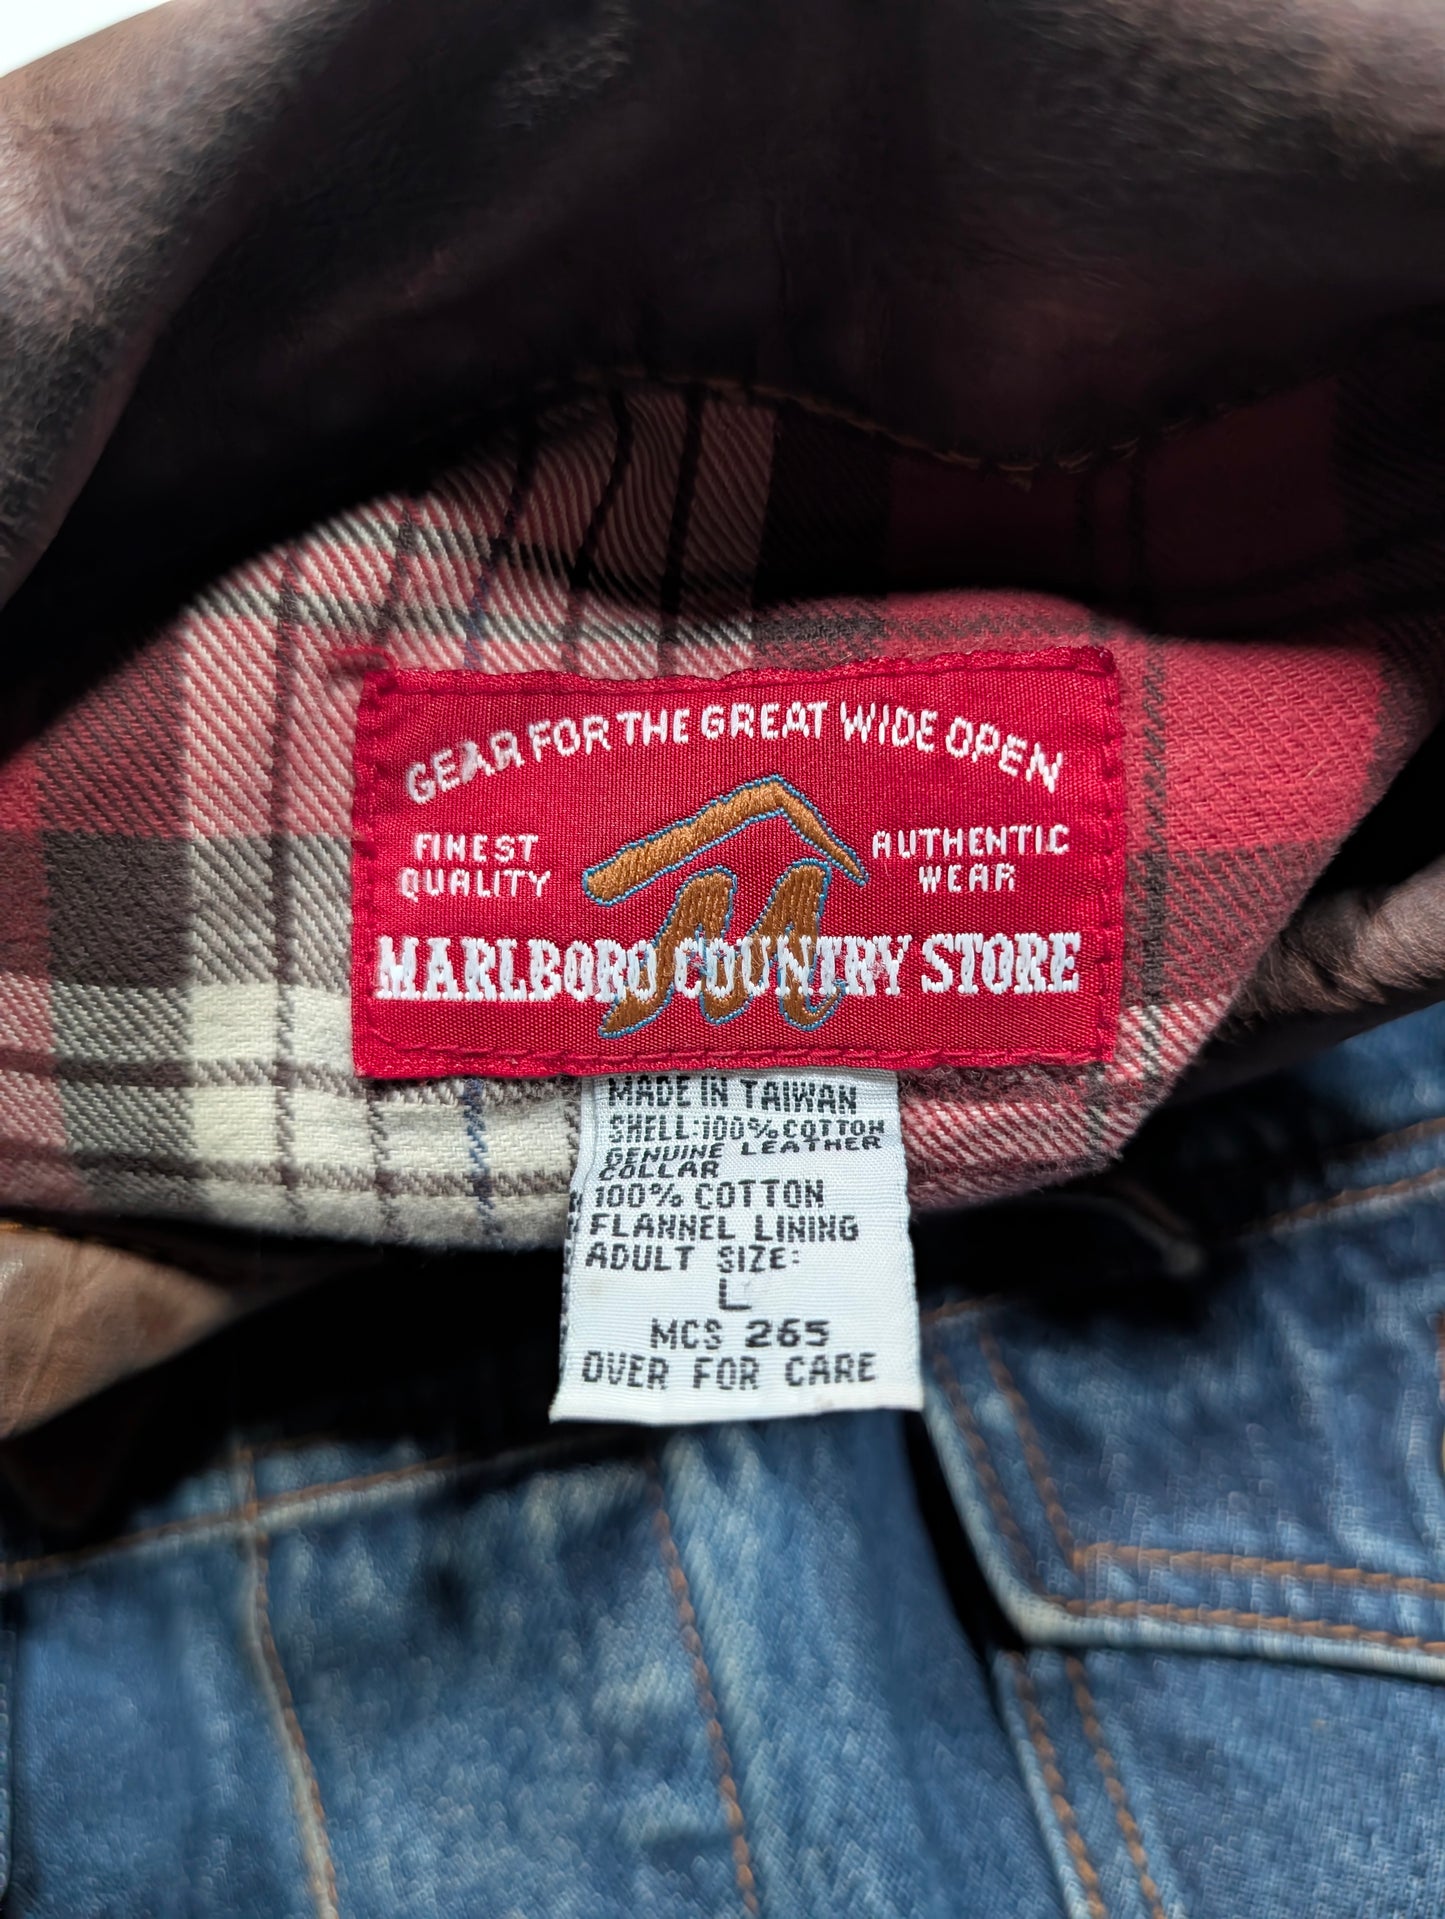 GEAR FOR THE GREAT WIDE OPEN
FINEST
QUALITY
AUTHENTIC
WEAR
M
MARLBORO COUNTRY STORE
MADE IN TAIWAN
SHELL:100% COTTON
GENUINE LEATHER
COLLAR
100% COTTON
FLANNEL LINING
ADULT SIZE:
L
MCS 265
OVER FOR CARE